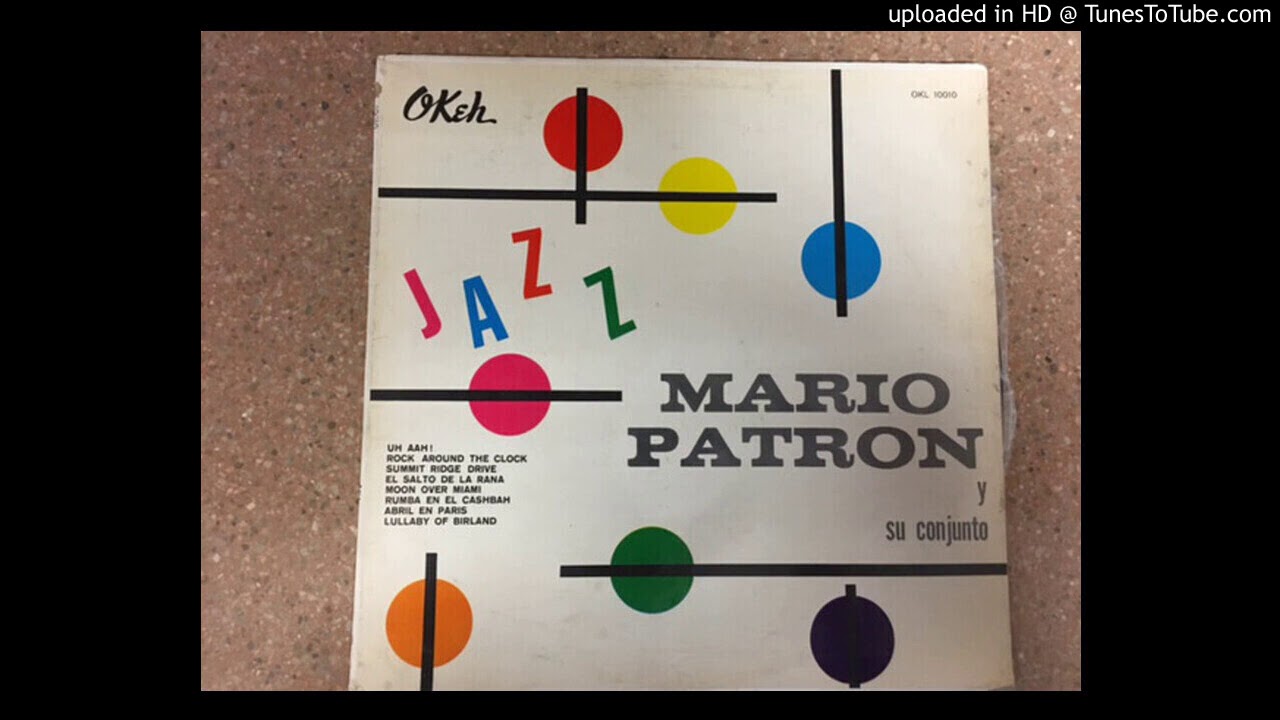 uploaded in HD @ TunesToTube.com
OKeh
OKL 10010
JAZZ
MARIO
PATRON
y
su conjunto
UH AAH!
ROCK AROUND THE CLOCK
SUMMIT RIDGE DRIVE
EL SALTO DE LA RANA
MOON OVER MIAMI
RUMBA EN EL CASHBAH
ABRIL EN PARIS
LULLABY OF BIRLAND